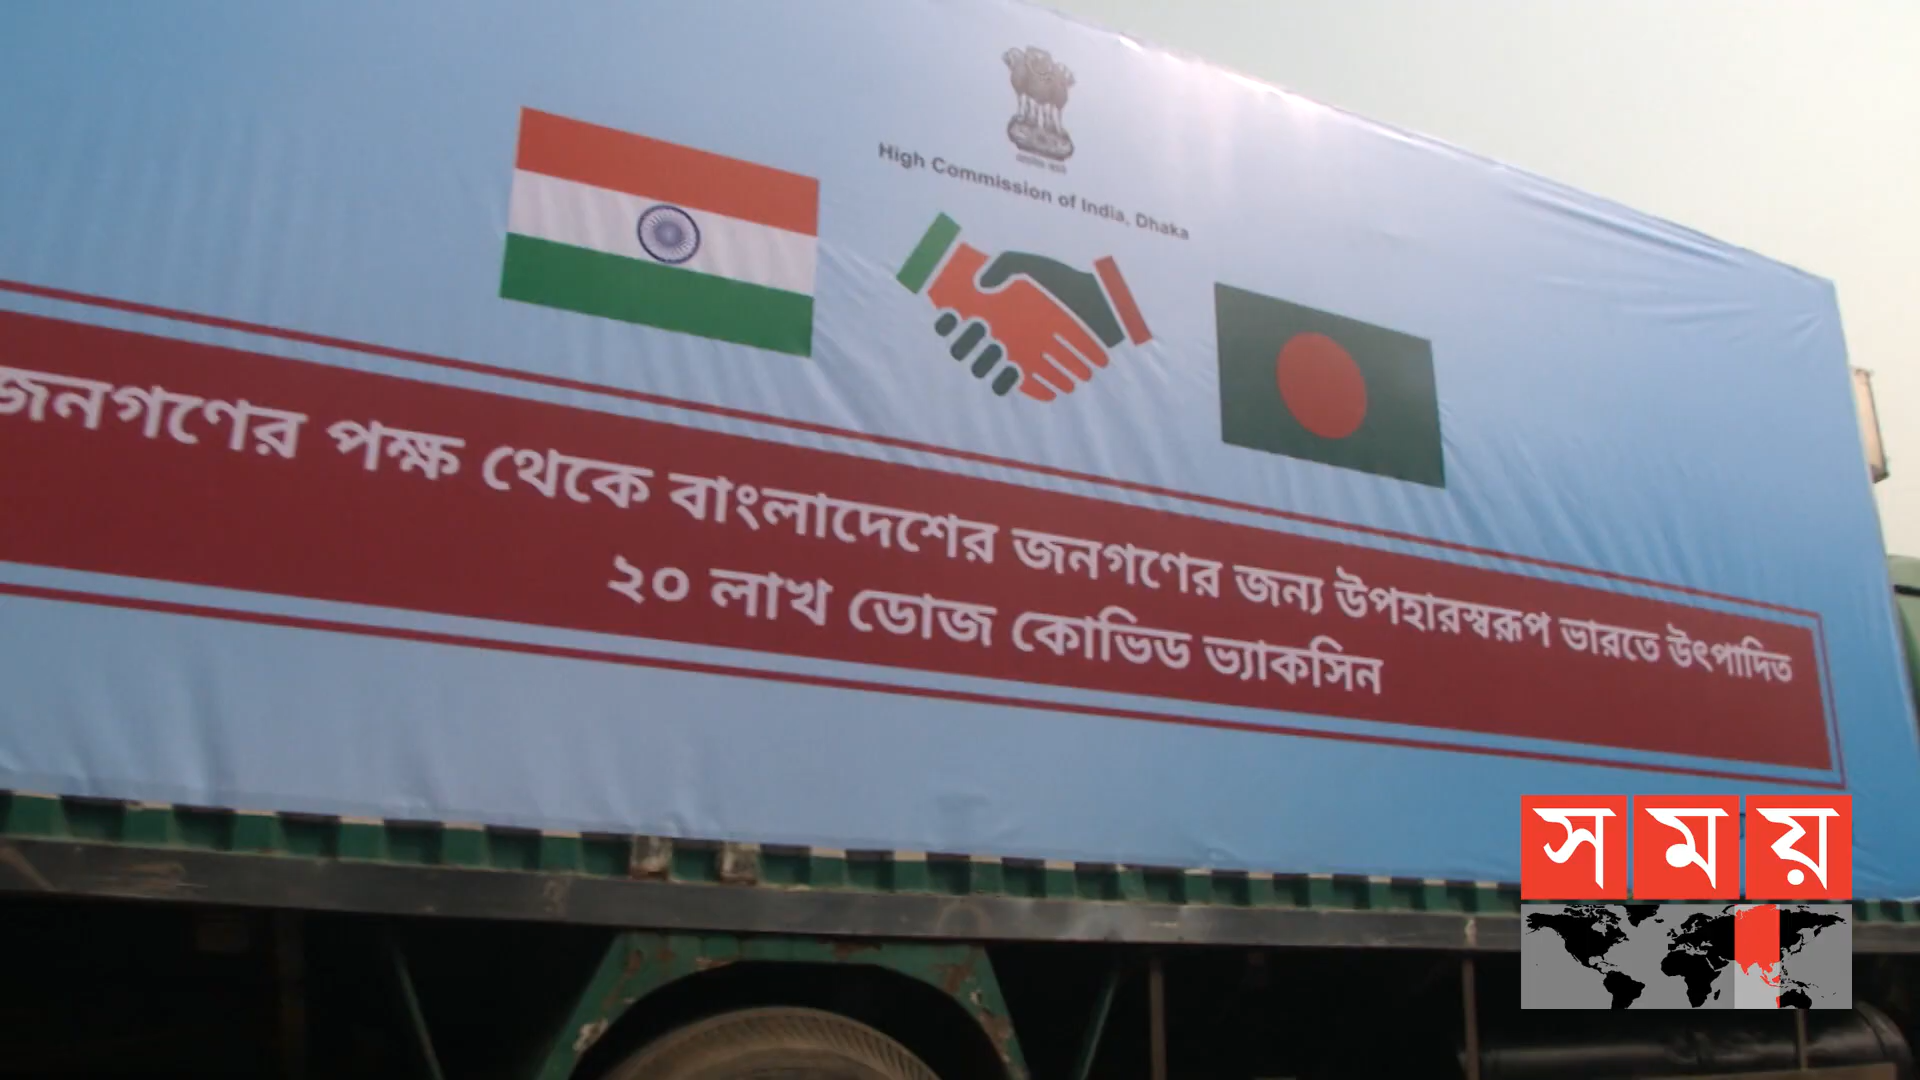 High Commission of India, Dhaka
জনগণের পক্ষ থেকে বাংলাদেশের জনগণের জন্য উপহারস্বরূপ ভারতে উৎপাদিত
২০ লাখ ডোজ কোভিড ভ্যাকসিন
সময়